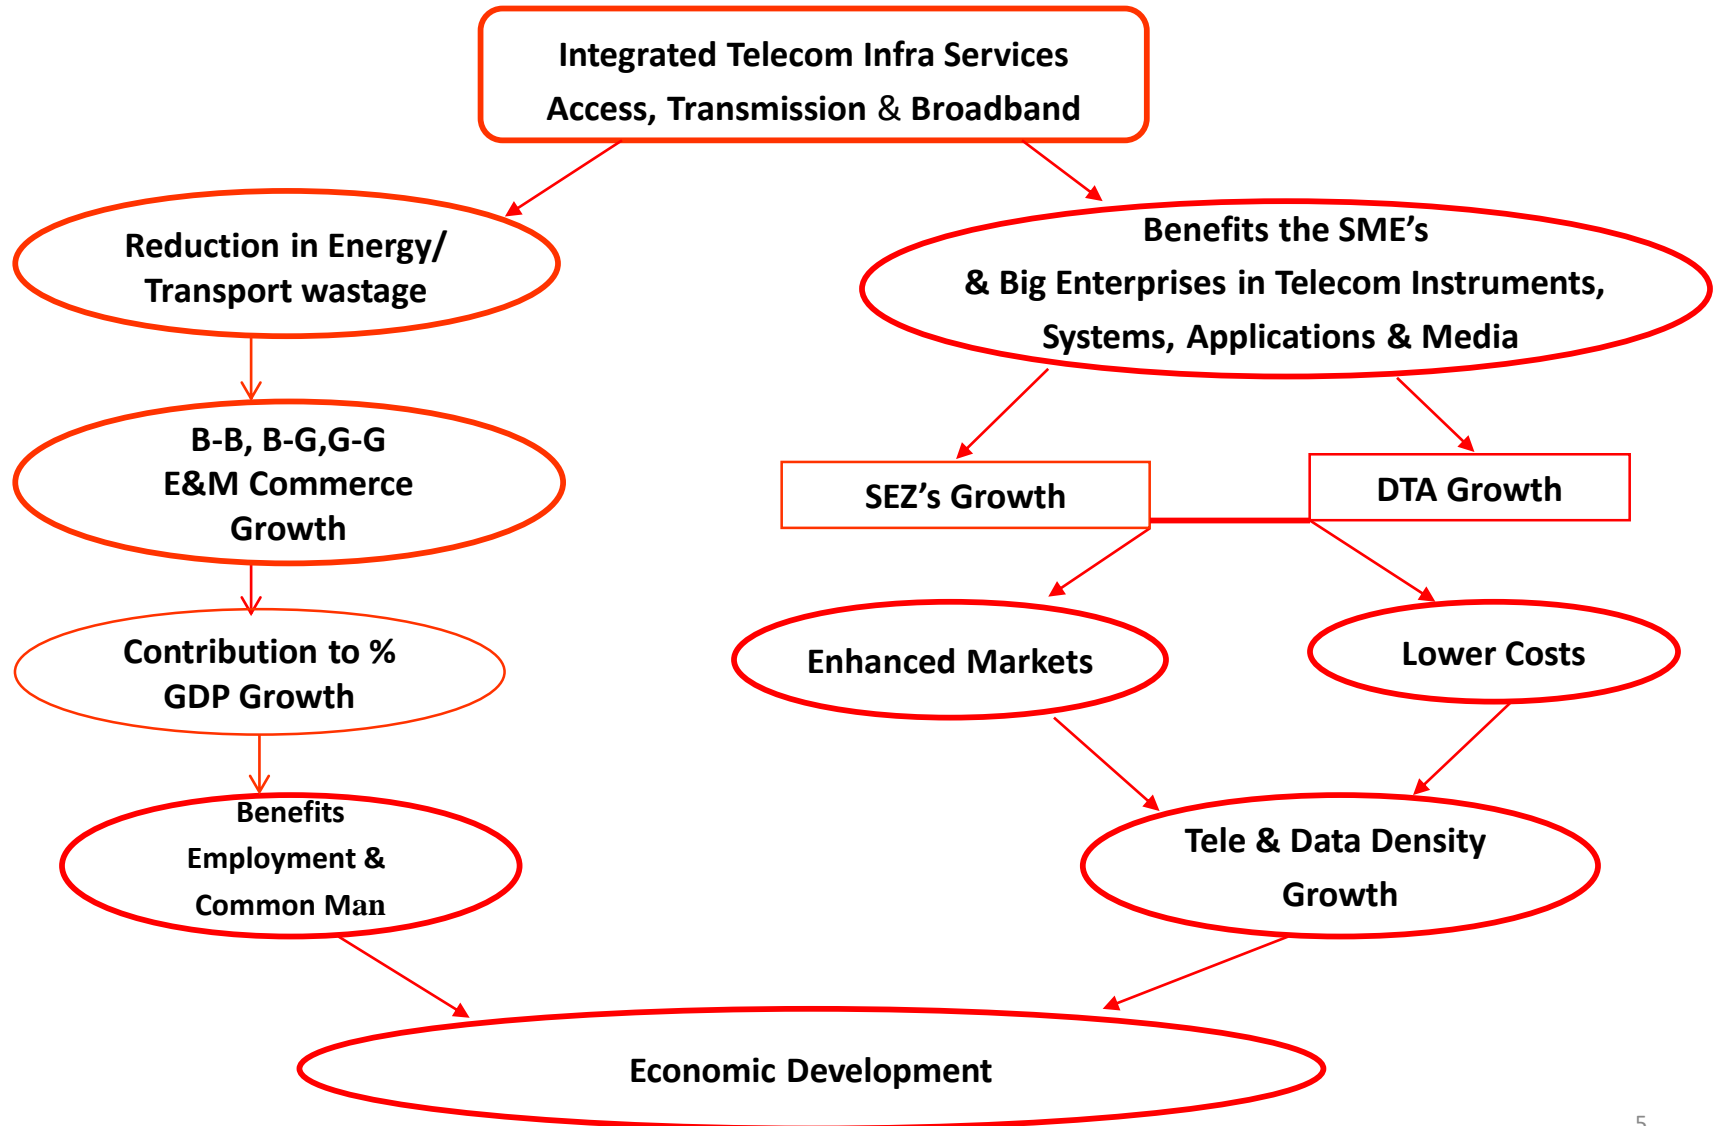 Integrated Telecom Infra Services
Access, Transmission & Broadband
Reduction in Energy/
Transport wastage
Benefits the SME’s
& Big Enterprises in Telecom Instruments,
Systems, Applications & Media
B-B, B-G,G-G
E&M Commerce
Growth
SEZ’s Growth
DTA Growth
Contribution to %
GDP Growth
Enhanced Markets
Lower Costs
Benefits
Employment &
Common Man
Tele & Data Density
Growth
Economic Development
5